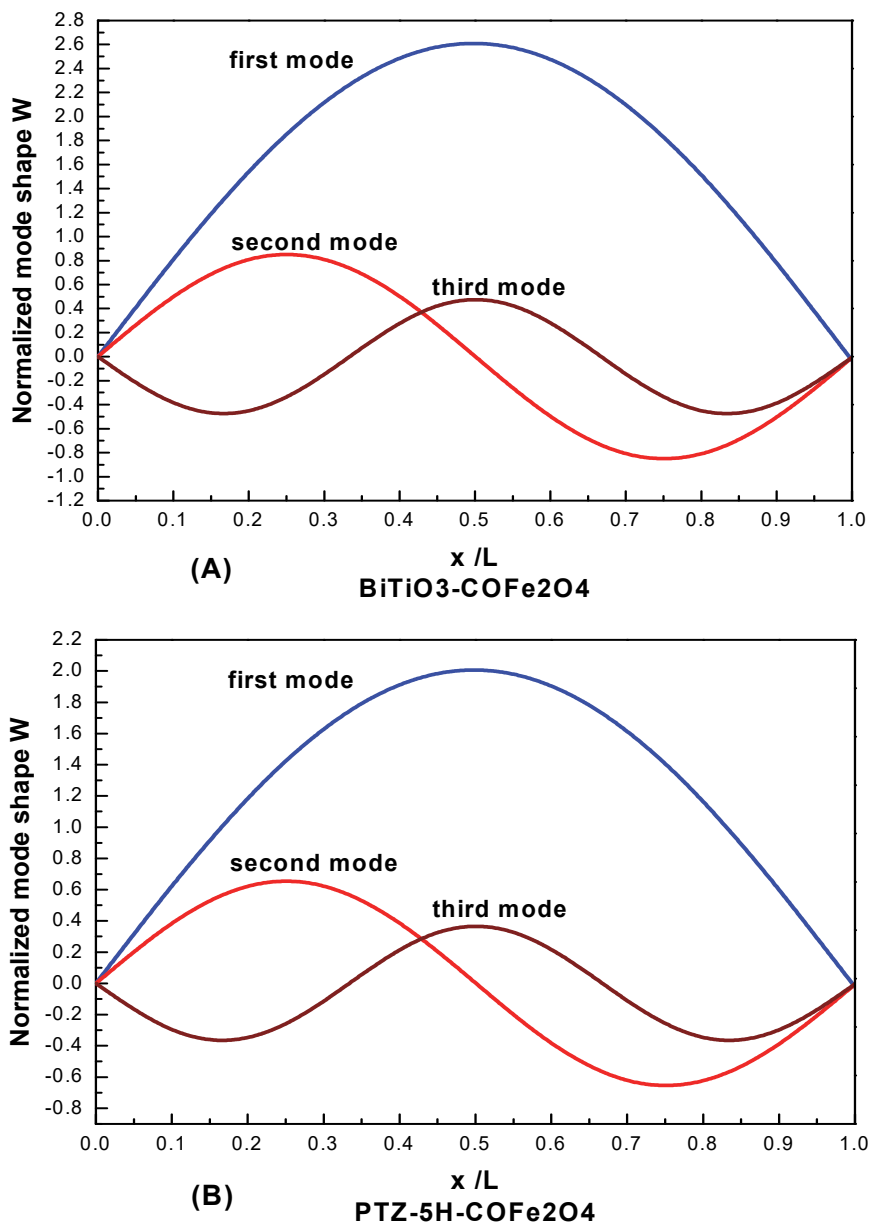 Normalized mode shape W
2.8
2.6
2.4
2.2
2.0
1.8
1.6
1.4
1.2
1.0
0.8
0.6
0.4
0.2
0.0
-0.2
-0.4
-0.6
-0.8
-1.0
-1.2
first mode
second mode
third mode
0.0 0.1 0.2 0.3 0.4 0.5 0.6 0.7 0.8 0.9 1.0
x /L
(A)
BiTiO3-COFe2O4
Normalized mode shape W
2.2
2.0
1.8
1.6
1.4
1.2
1.0
0.8
0.6
0.4
0.2
0.0
-0.2
-0.4
-0.6
-0.8
first mode
second mode
third mode
0.0 0.1 0.2 0.3 0.4 0.5 0.6 0.7 0.8 0.9 1.0
x /L
(B)
PTZ-5H-COFe2O4